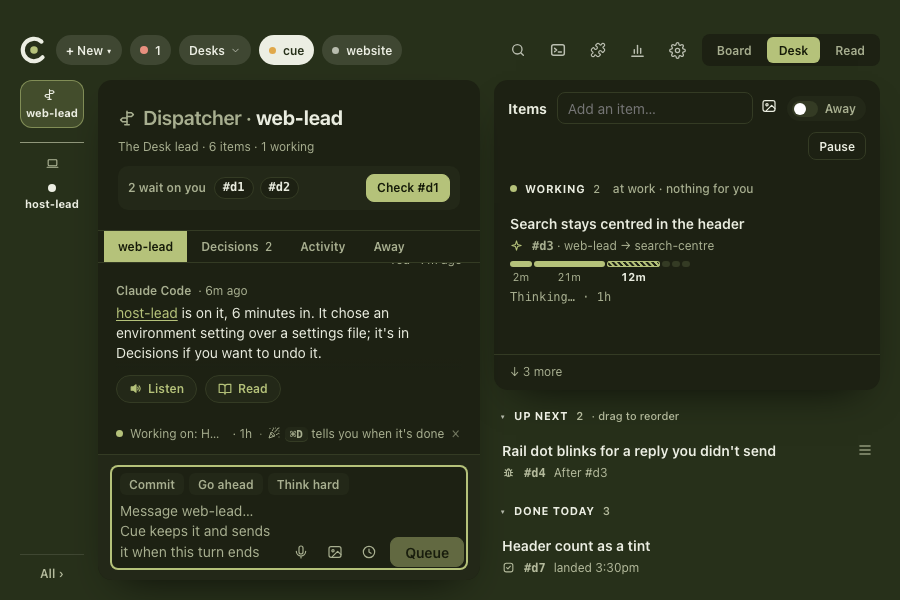 + New ▾
1
Desks
cue
website
Board
Desk
Read
web-lead
host-lead
All ›
Dispatcher · web-lead
The Desk lead · 6 items · 1 working
2 wait on you #d1 #d2 Check #d1
web-lead Decisions 2 Activity Away
Claude Code · 6m ago
host-lead is on it, 6 minutes in. It chose an
environment setting over a settings file; it's in
Decisions if you want to undo it.
Listen Read
Working on: H... · 1h · ⌘D tells you when it's done ×
Commit Go ahead Think hard
Message web-lead...
Cue keeps it and sends
it when this turn ends
Queue
Items Add an item... Away
Pause
WORKING 2 at work · nothing for you
Search stays centred in the header
#d3 · web-lead → search-centre
2m 21m 12m
Thinking… · 1h
↓ 3 more
UP NEXT 2 · drag to reorder
Rail dot blinks for a reply you didn't send
#d4 After #d3
DONE TODAY 3
Header count as a tint
#d7 landed 3:30pm